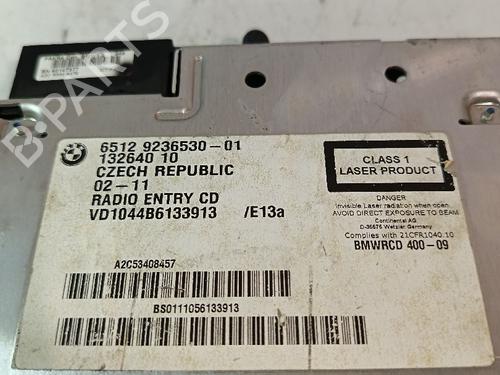 B-PARTS
BMW
6512 9236530-01
132640 10
CZECH REPUBLIC
02-11
RADIO ENTRY CD
VD1044B6133913 /E13a
A2C53408457
BS0111056133913
CLASS 1
LASER PRODUCT
DANGER
Invisible Laser radiation when open.
AVOID DIRECT EXPOSURE TO BEAM
Continental AG
D-35576 Wetzlar Germany
Complies with 21CFR1040.10
BMWRCD 400-09